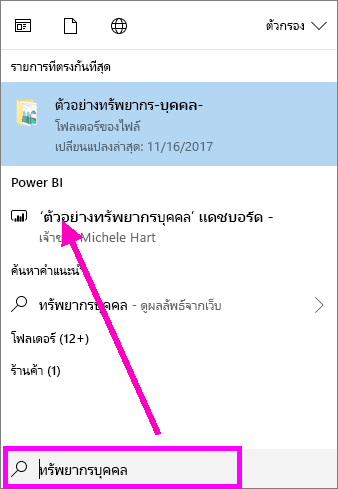 ตัวกรอง
รายการที่ตรงกันที่สุด
ตัวอย่างทรัพยากร-บุคคล-
โฟลเดอร์ของไฟล์
เปลี่ยนแปลงล่าสุด: 11/16/2017
Power BI
‘ตัวอย่างทรัพยากรบุคคล’ แดชบอร์ด -
Michele Hart
ค้นหาคำแนะนำ
ทรัพยากรบุคคล - ดูผลลัพธ์จากเว็บ
โฟลเดอร์ (12+)
ร้านค้า (1)
ทรัพยากรบุคคล